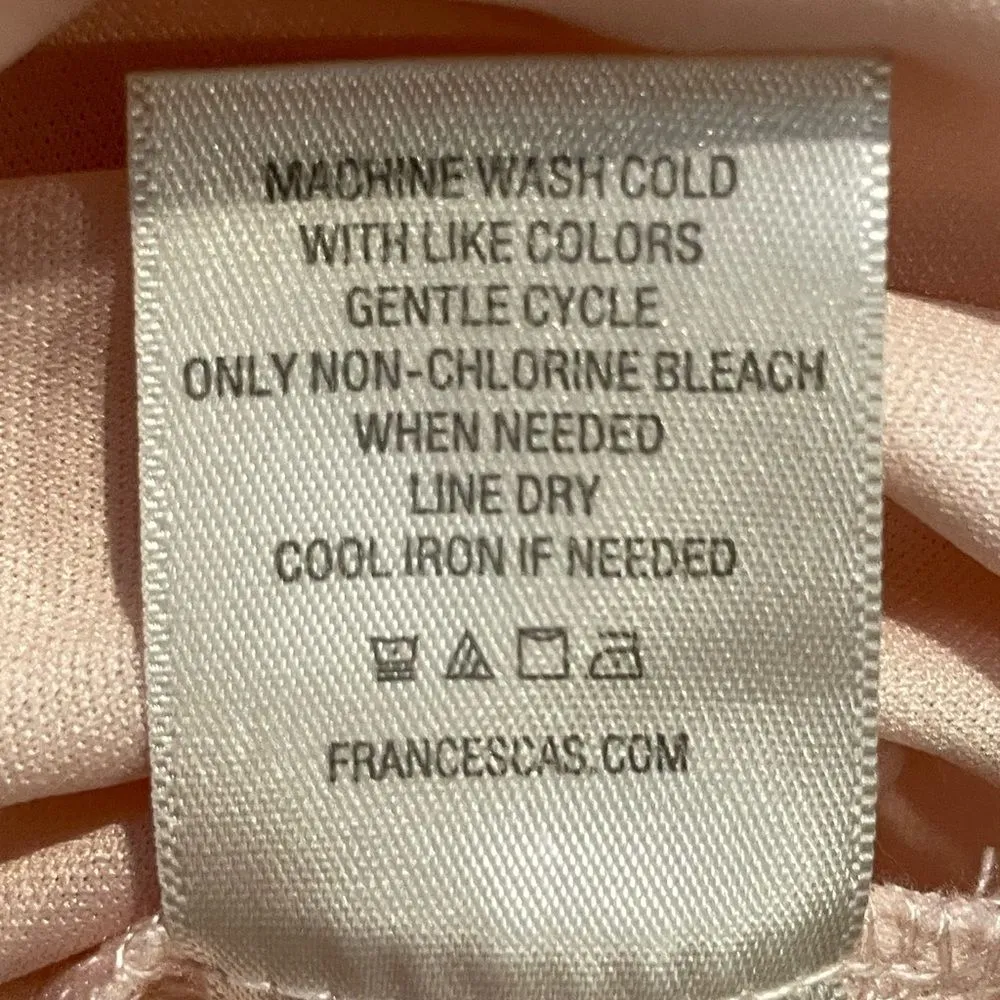 MACHINE WASH COLD
WITH LIKE COLORS
GENTLE CYCLE
ONLY NON-CHLORINE BLEACH
WHEN NEEDED
LINE DRY
COOL IRON IF NEEDED
FRANCESCAS.COM